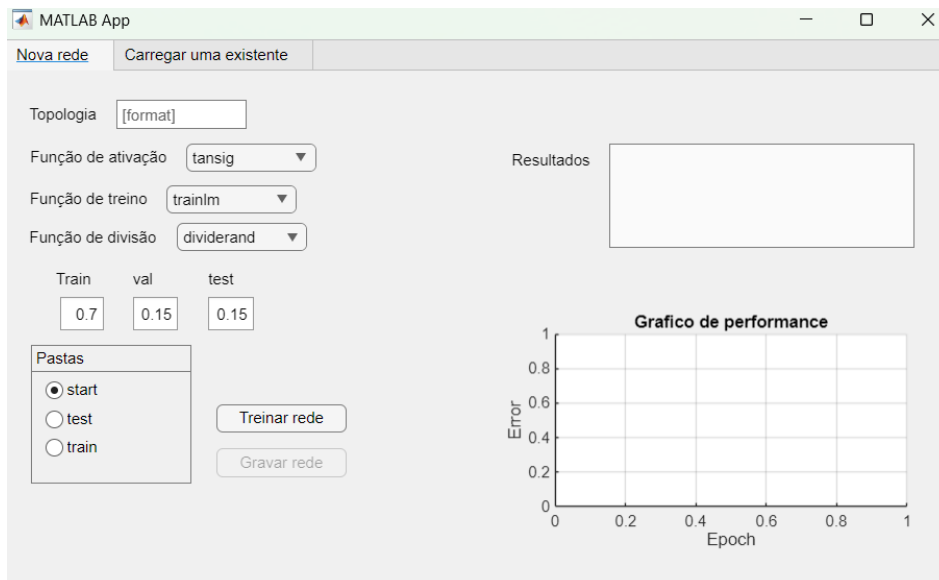 MATLAB App
Nova rede
Carregar uma existente
Topologia [format]
Função de ativação tansig
Função de treino trainlm
Função de divisão dividerand
Train val test
0.7 0.15 0.15
Pastas
start
test
train
Treinar rede
Gravar rede
Resultados
Grafico de performance
1
0.8
0.6
0.4
0.2
0
Error
0 0.2 0.4 0.6 0.8 1
Epoch